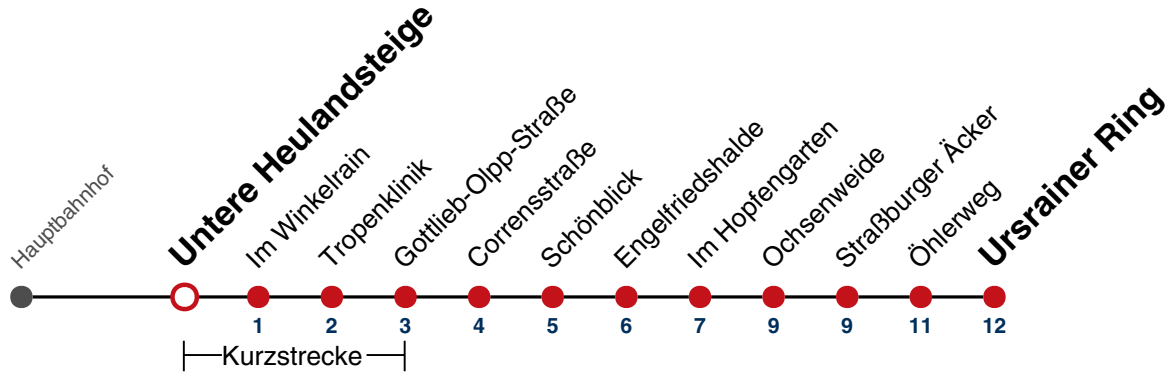 Hauptbahnhof
Untere Heulandsteige
Im Winkelrain
Tropenklinik
Gottlieb-Olpp-Straße
Corrensstraße
Schönblick
Engelfriedshalde
Im Hopfengarten
Ochsenweide
Straßburger Äcker
Öhlerweg
Ursrainer Ring
1 2 3 4 5 6 7 9 9 11 12
Kurzstrecke